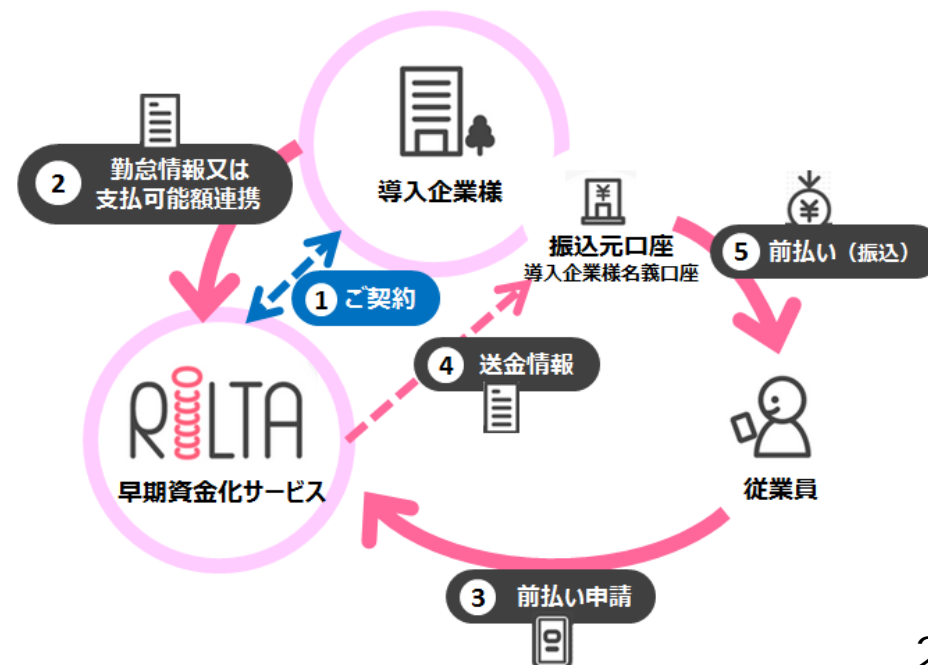 導入企業様
2
勤怠情報又は
支払可能額連携
1 ご契約
¥
振込元口座
導入企業様名義口座
¥
5 前払い（振込）
4 送金情報
RiLTA
早期資金化サービス
従業員
3 前払い申請